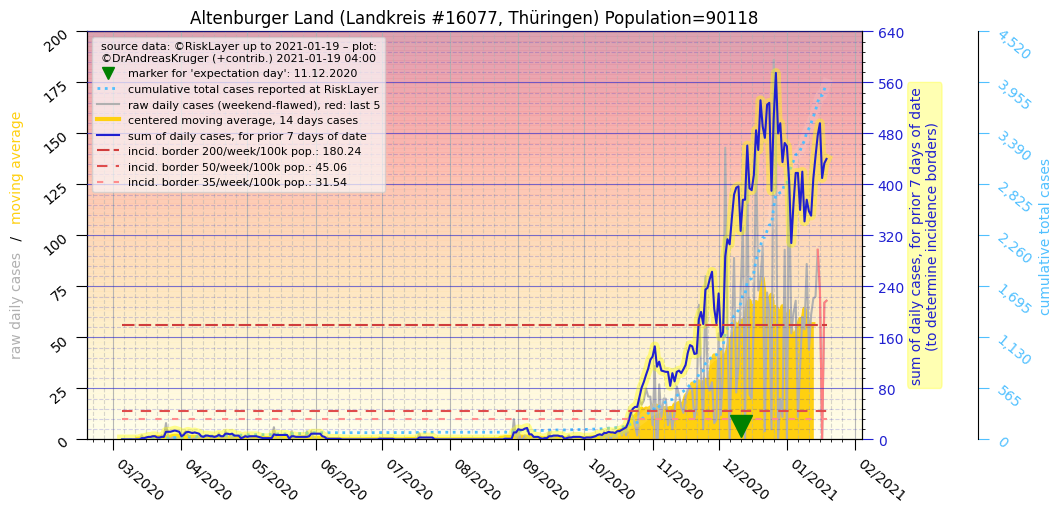 Altenburger Land (Landkreis #16077, Thüringen) Population=90118
source data: ©RiskLayer up to 2021-01-19 – plot:
©DrAndreasKruger (+contrib.) 2021-01-19 04:00
marker for 'expectation day': 11.12.2020
cumulative total cases reported at RiskLayer
raw daily cases (weekend-flawed), red: last 5
centered moving average, 14 days cases
sum of daily cases, for prior 7 days of date
incid. border 200/week/100k pop.: 180.24
incid. border 50/week/100k pop.: 45.06
incid. border 35/week/100k pop.: 31.54
raw daily cases / moving average
200
175
150
125
100
75
50
25
0
03/2020
04/2020
05/2020
06/2020
07/2020
08/2020
09/2020
10/2020
11/2020
12/2020
01/2021
02/2021
640
560
480
400
320
240
160
80
0
sum of daily cases, for prior 7 days of date
(to determine incidence borders)
4,520
3,955
3,390
2,825
2,260
1,695
1,130
565
0
cumulative total cases